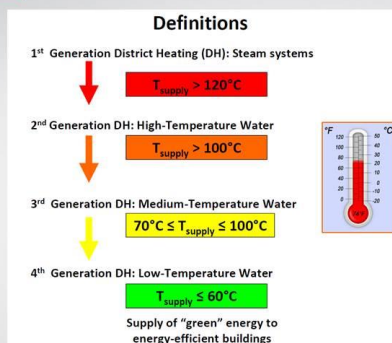 Definitions
1st Generation District Heating (DH): Steam systems
Tsupply > 120°C
2nd Generation DH: High-Temperature Water
Tsupply > 100°C
3rd Generation DH: Medium-Temperature Water
70°C ≤ Tsupply ≤ 100°C
4th Generation DH: Low-Temperature Water
Tsupply ≤ 60°C
Supply of “green” energy to
energy-efficient buildings
°F °C
120 50
100 40
80 30
60 20
40 10
20 0
0 -10
-20